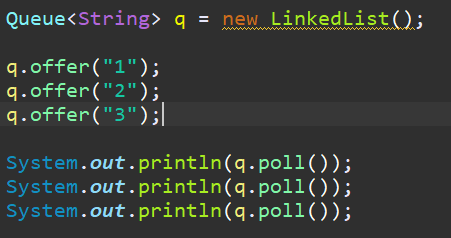 Queue<String> q = new LinkedList();
q.offer("1");
q.offer("2");
q.offer("3");
System.out.println(q.poll());
System.out.println(q.poll());
System.out.println(q.poll());